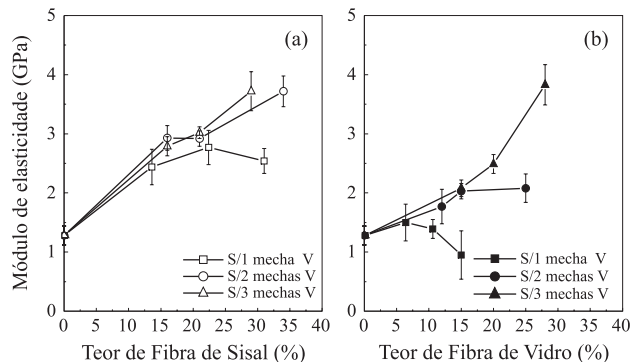 5
4
3
2
1
0
Módulo de elasticidade (GPa)
(a)
S/1 mecha V
S/2 mechas V
S/3 mechas V
0 5 10 15 20 25 30 35 40
Teor de Fibra de Sisal (%)
5
4
3
2
1
0
(b)
S/1 mecha V
S/2 mechas V
S/3 mechas V
0 5 10 15 20 25 30 35 40
Teor de Fibra de Vidro (%)